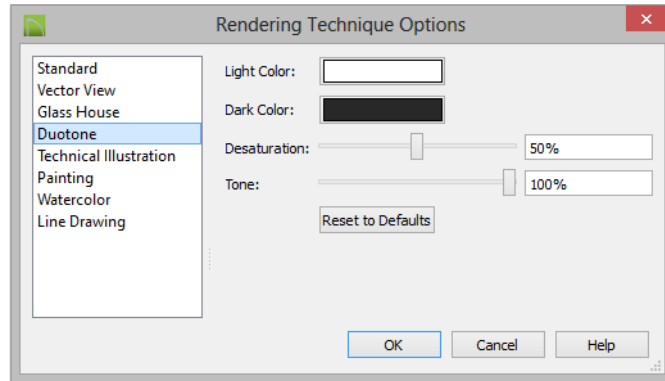 Rendering Technique Options
Standard
Vector View
Glass House
Duotone
Technical Illustration
Painting
Watercolor
Line Drawing
Light Color:
Dark Color:
Desaturation: 50%
Tone: 100%
Reset to Defaults
OK Cancel Help